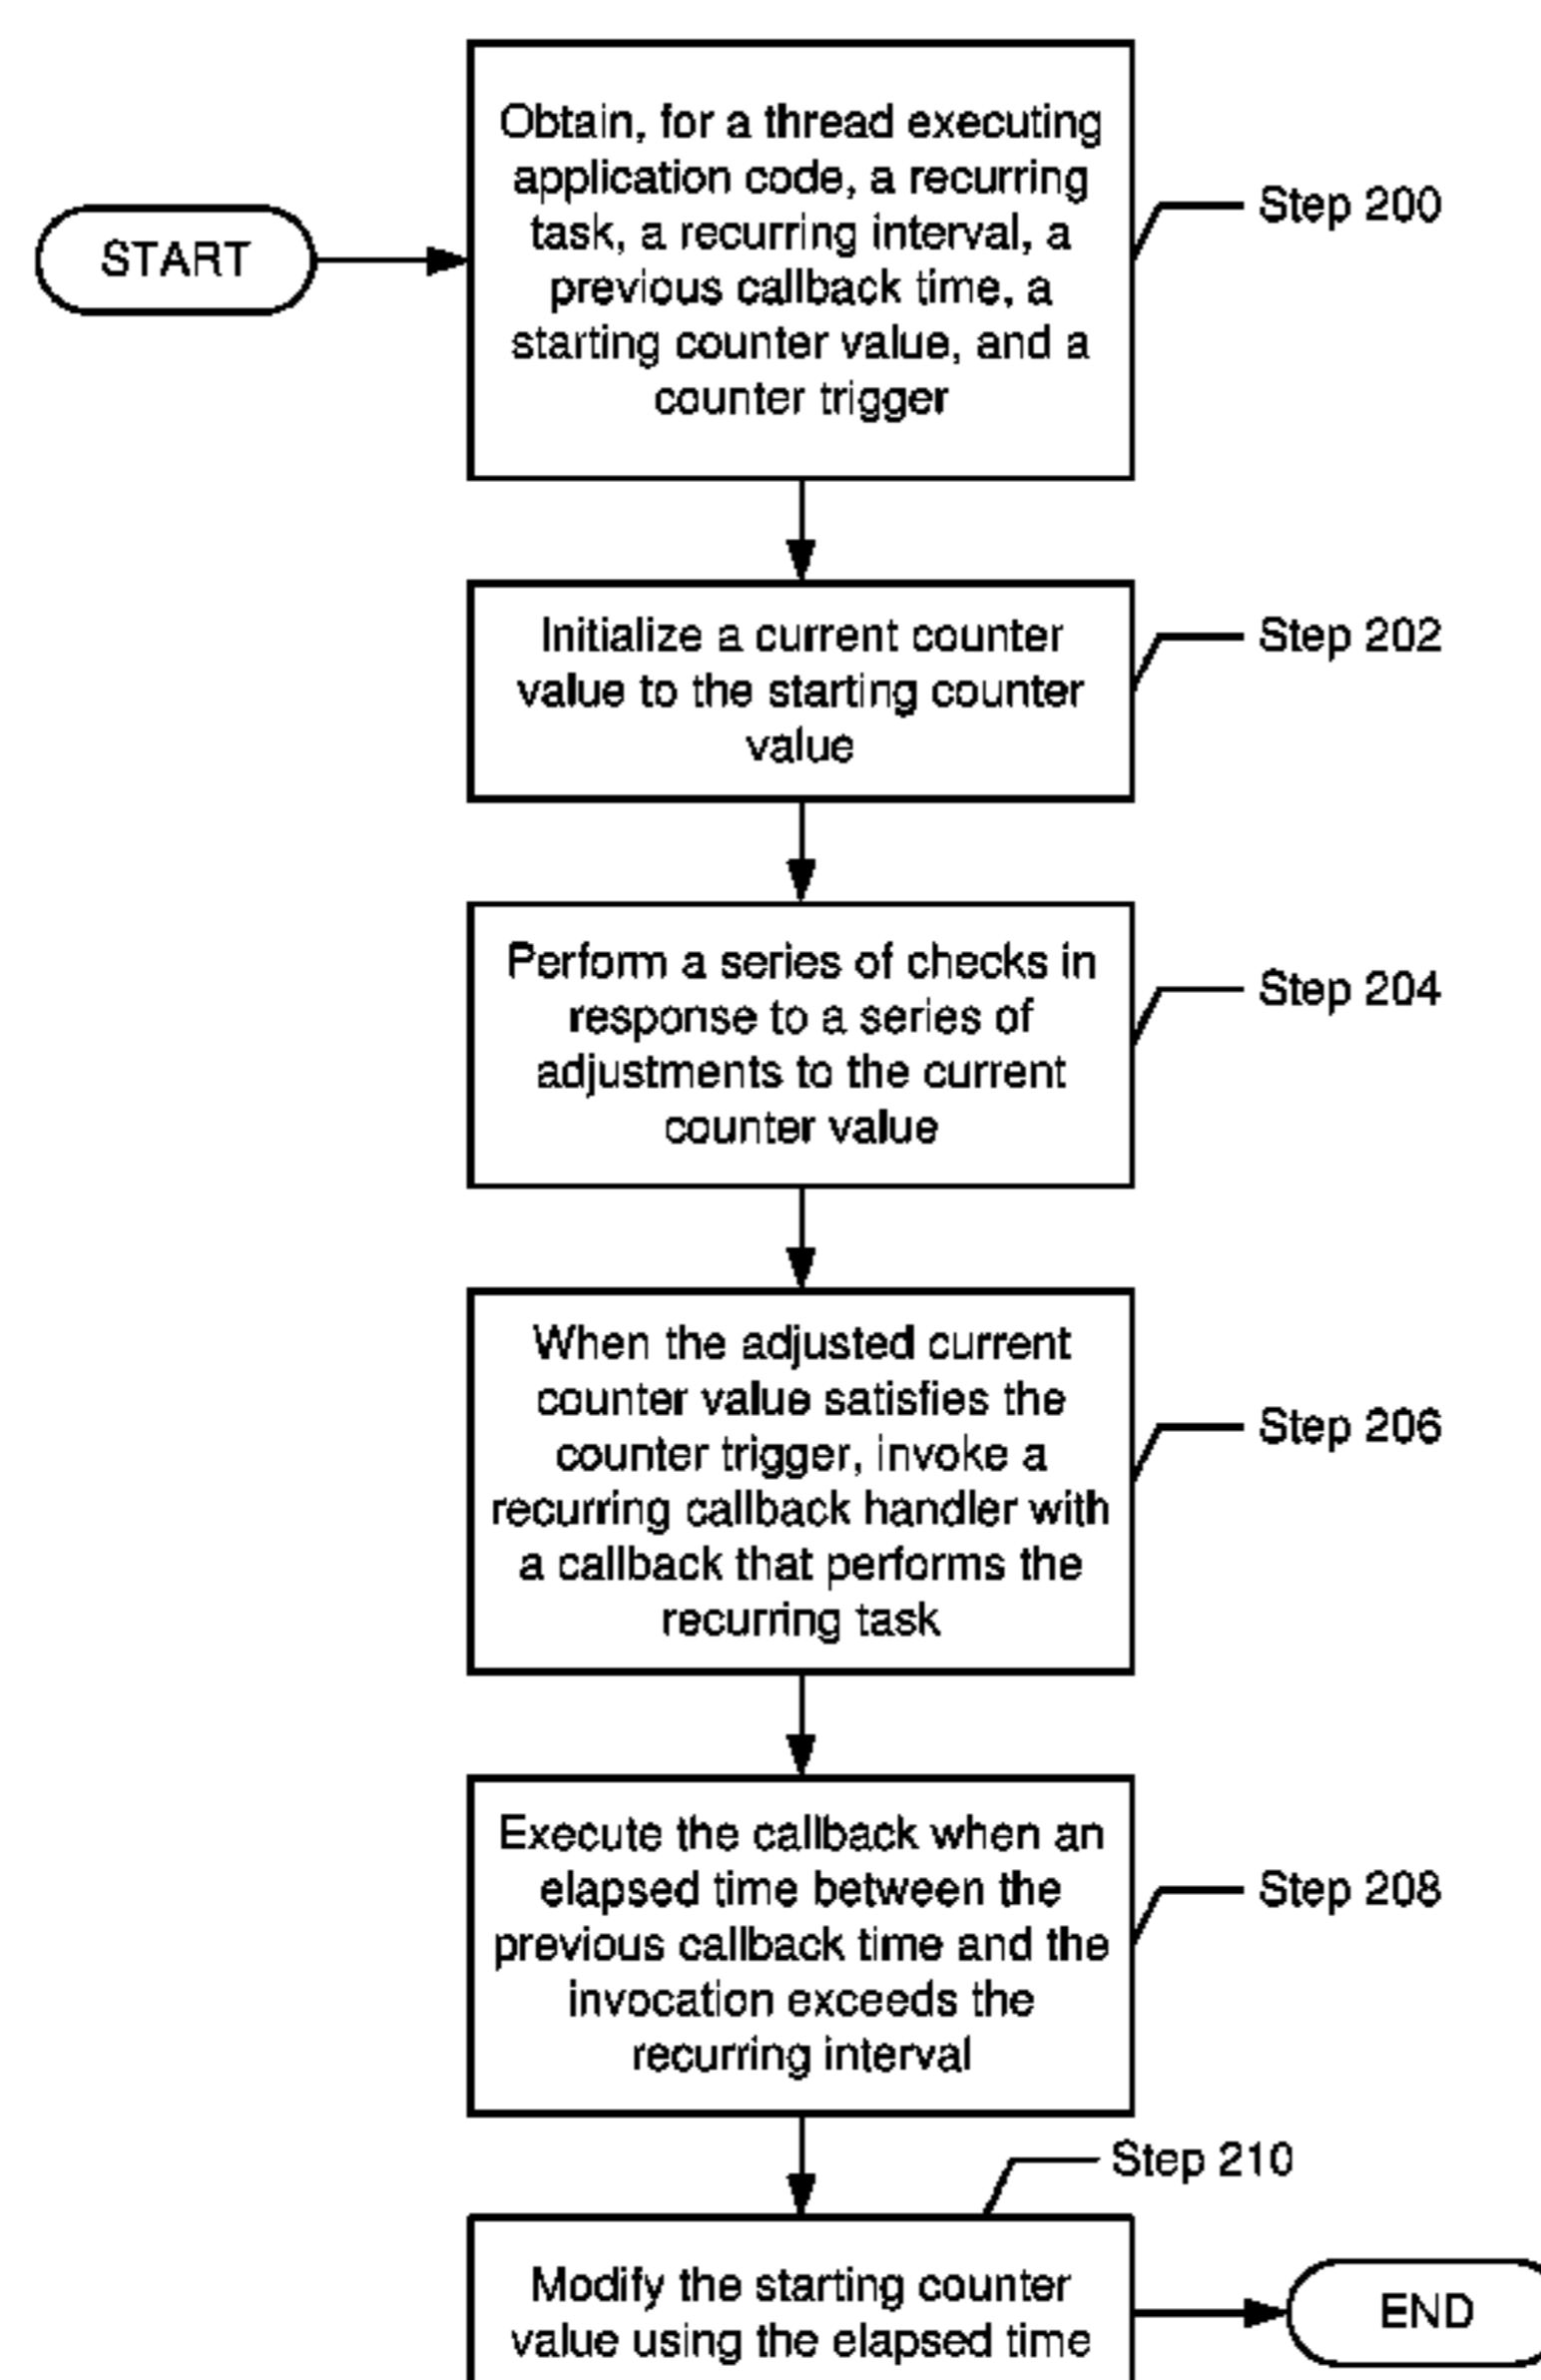 START
Obtain, for a thread executing
application code, a recurring
task, a recurring interval, a
previous callback time, a
starting counter value, and a
counter trigger
Step 200
Initialize a current counter
value to the starting counter
value
Step 202
Perform a series of checks in
response to a series of
adjustments to the current
counter value
Step 204
When the adjusted current
counter value satisfies the
counter trigger, invoke a
recurring callback handler with
a callback that performs the
recurring task
Step 206
Execute the callback when an
elapsed time between the
previous callback time and the
invocation exceeds the
recurring interval
Step 208
Step 210
Modify the starting counter
value using the elapsed time
END